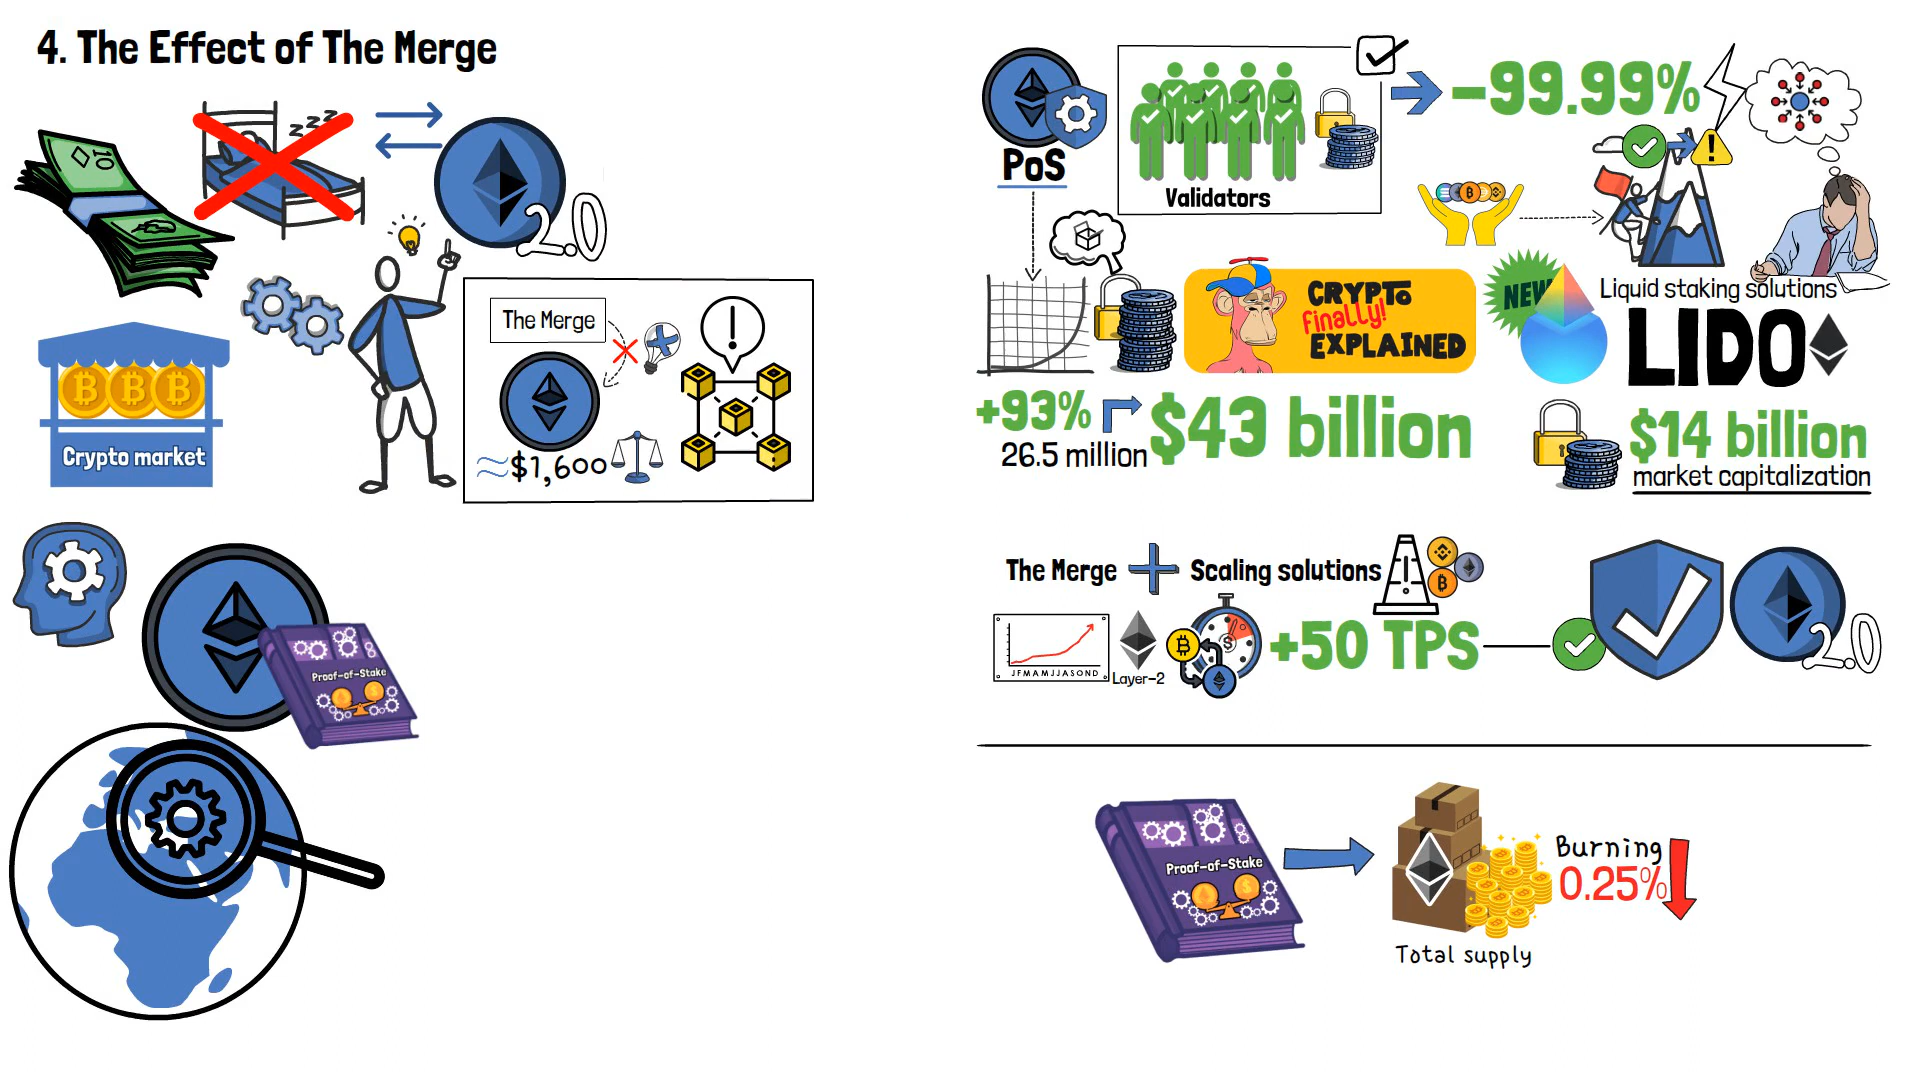 4. The Effect of The Merge
10
zzz
2.0
The Merge
≈$1,600
Crypto market
Proof-of-Stake
PoS
Validators
-99.99%
CRYPTO
Finally!
EXPLAINED
NEW
Liquid staking solutions
LIDO
+93%
26.5 million
$43 billion
$14 billion
market capitalization
The Merge + Scaling solutions
JFMAMJJASOND
Layer-2
+50 TPS
2.0
Proof-of-Stake
Total supply
Burning
0.25%